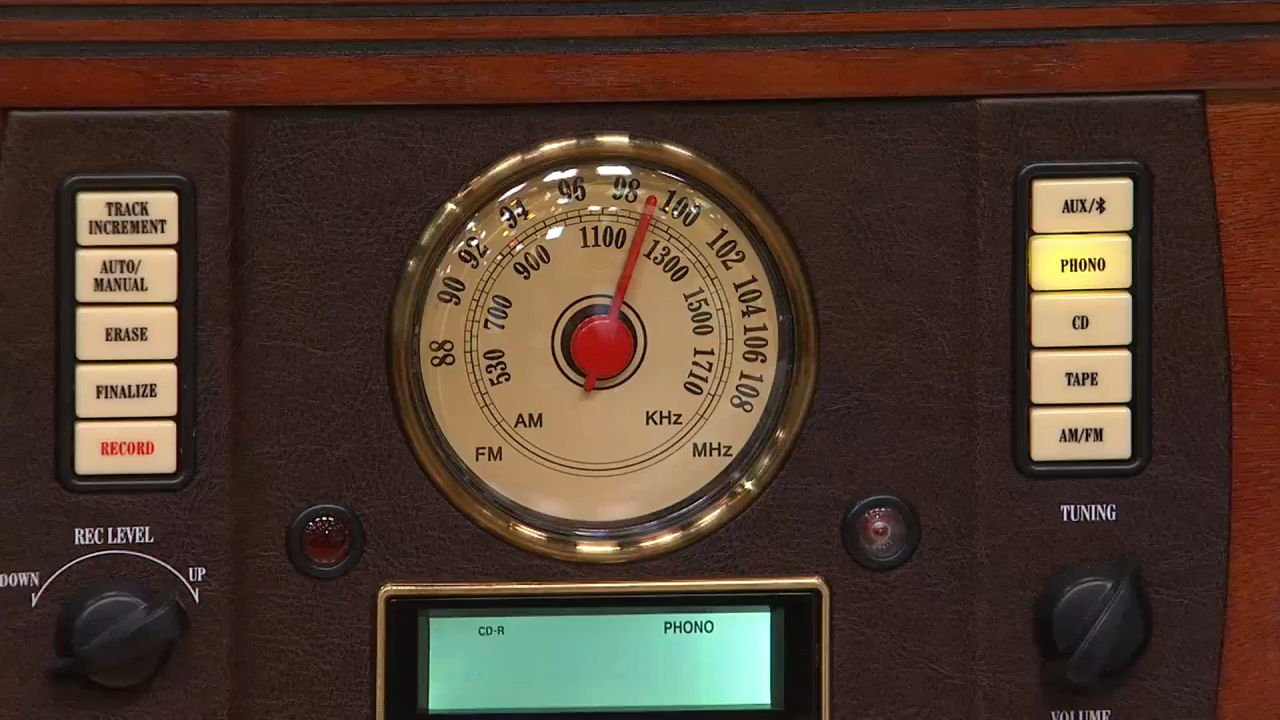 TRACK
INCREMENT
AUTO/
MANUAL
ERASE
FINALIZE
RECORD
REC LEVEL
DOWN
UP
88 90 92 94 96 98 100 102 104 106 108
530 700 900 1100 1300 1500 1710
AM KHz
FM MHz
CD-R PHONO
AUX/
PHONO
CD
TAPE
AM/FM
TUNING
VOLUME